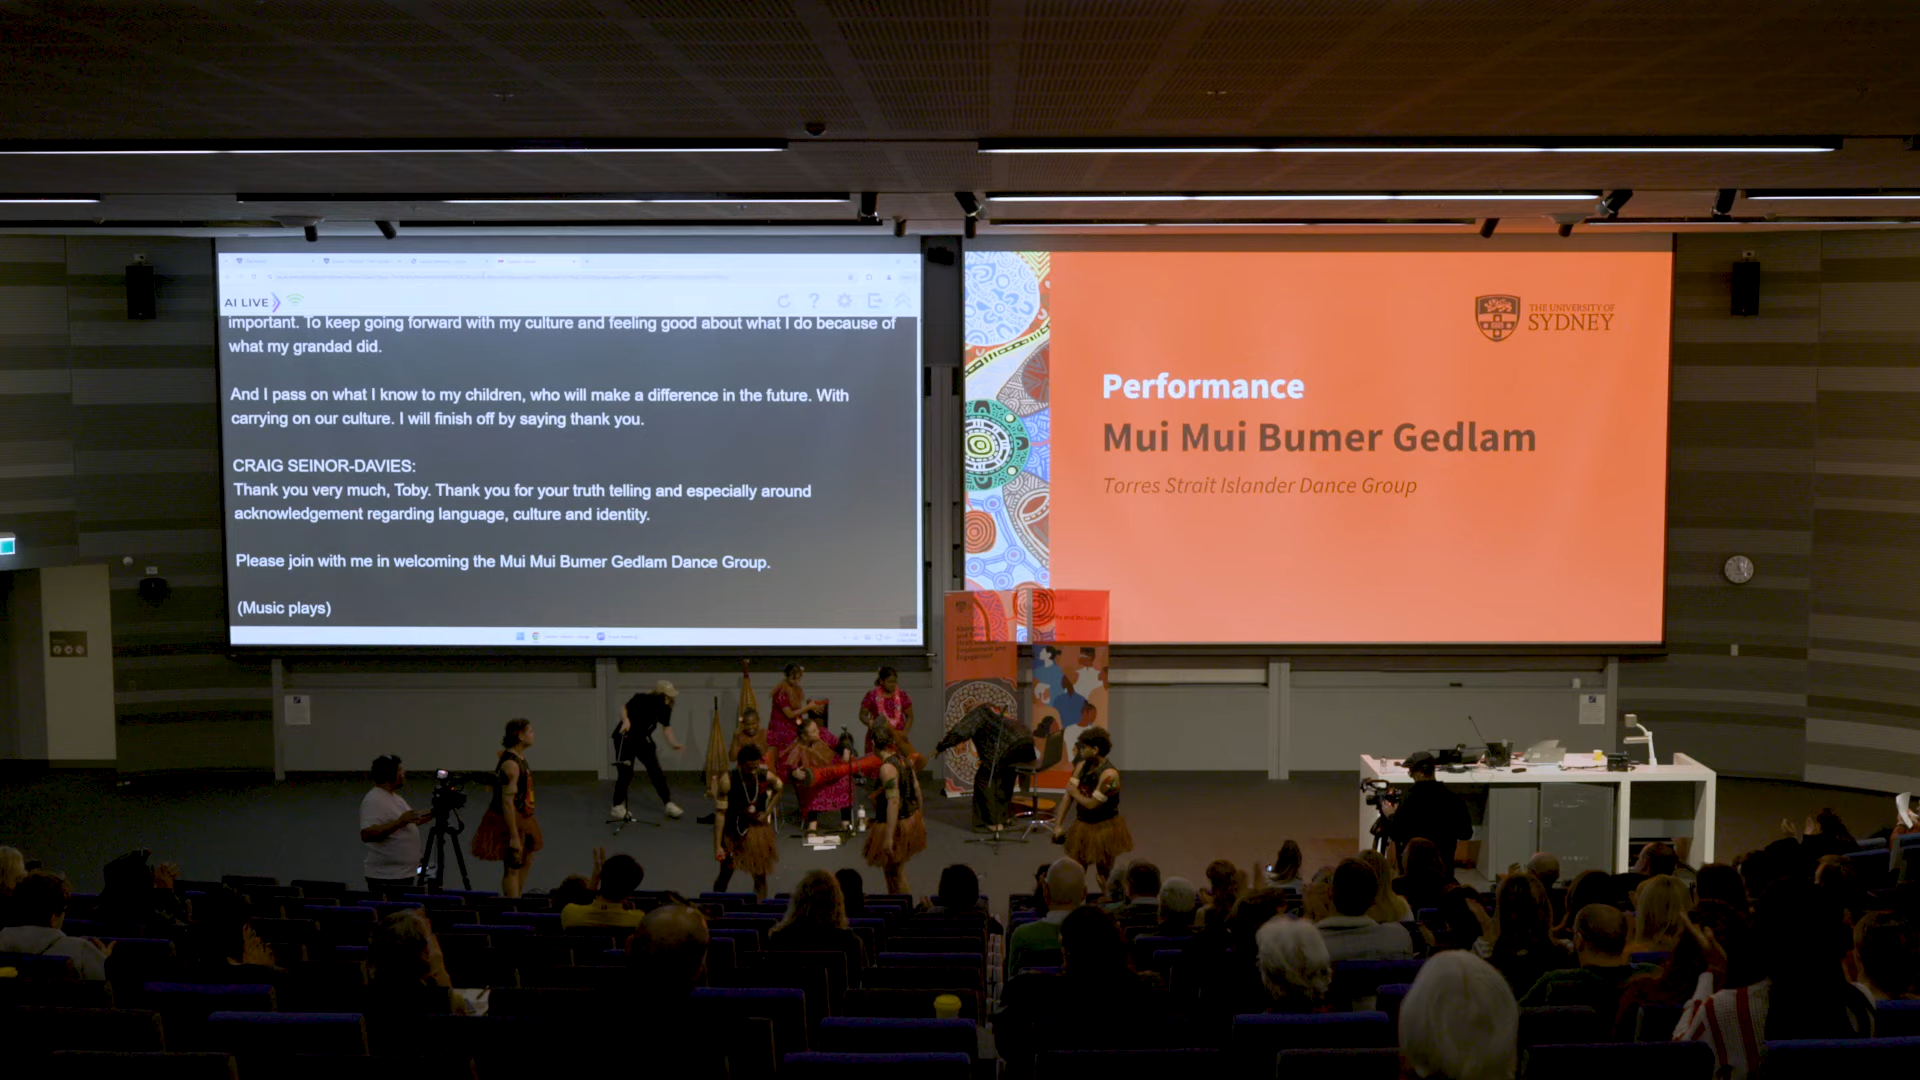 AI LIVE
important. To keep going forward with my culture and feeling good about what I do because of
what my grandad did.
And I pass on what I know to my children, who will make a difference in the future. With
carrying on our culture. I will finish off by saying thank you.
CRAIG SEINOR-DAVIES:
Thank you very much, Toby. Thank you for your truth telling and especially around
acknowledgement regarding language, culture and identity.
Please join with me in welcoming the Mui Mui Bumer Gedlam Dance Group.
(Music plays)
THE UNIVERSITY OF
SYDNEY
Performance
Mui Mui Bumer Gedlam
Torres Strait Islander Dance Group